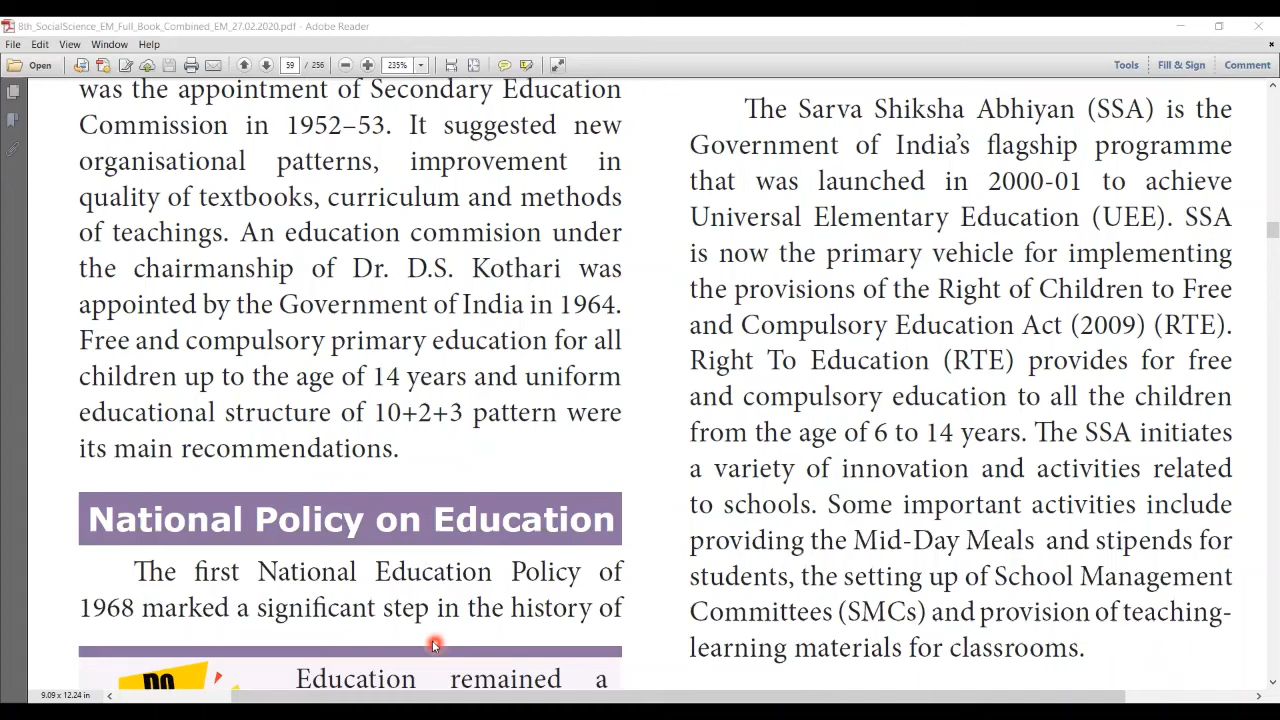 8th_SocialScience_EM_Full_Book_Combined_EM_27.02.2020.pdf - Adobe Reader
File Edit View Window Help
Open 59 / 256 235% Tools Fill & Sign Comment
was the appointment of Secondary Education
Commission in 1952–53. It suggested new
organisational patterns, improvement in
quality of textbooks, curriculum and methods
of teachings. An education commision under
the chairmanship of Dr. D.S. Kothari was
appointed by the Government of India in 1964.
Free and compulsory primary education for all
children up to the age of 14 years and uniform
educational structure of 10+2+3 pattern were
its main recommendations.
National Policy on Education
The first National Education Policy of
1968 marked a significant step in the history of
DO
Education remained a
The Sarva Shiksha Abhiyan (SSA) is the
Government of India's flagship programme
that was launched in 2000-01 to achieve
Universal Elementary Education (UEE). SSA
is now the primary vehicle for implementing
the provisions of the Right of Children to Free
and Compulsory Education Act (2009) (RTE).
Right To Education (RTE) provides for free
and compulsory education to all the children
from the age of 6 to 14 years. The SSA initiates
a variety of innovation and activities related
to schools. Some important activities include
providing the Mid-Day Meals and stipends for
students, the setting up of School Management
Committees (SMCs) and provision of teaching-
learning materials for classrooms.
9.09 x 12.24 in